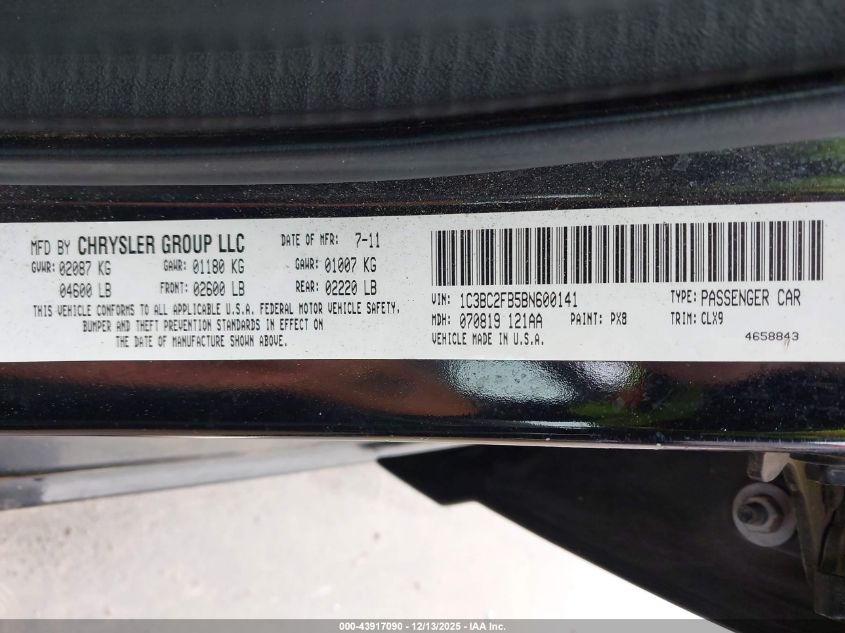 MFD BY CHRYSLER GROUP LLC DATE OF MFR: 7-11
GVWR: 02087 KG GAWR: 01180 KG GAWR: 01007 KG
04600 LB FRONT: 02600 LB REAR: 02220 LB
THIS VEHICLE CONFORMS TO ALL APPLICABLE U.S.A. FEDERAL MOTOR VEHICLE SAFETY,
BUMPER AND THEFT PREVENTION STANDARDS IN EFFECT ON
THE DATE OF MANUFACTURE SHOWN ABOVE.
VIN: 1C3BC2FB5BN600141 TYPE: PASSENGER CAR
MDH: 070819 121AA PAINT: PX8 TRIM: CLX9
VEHICLE MADE IN U.S.A. 4658843
000-43917090 - 12/13/2025 - IAA Inc.